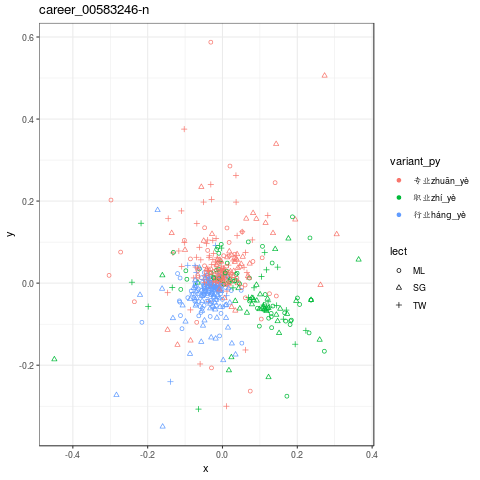 career_00583246-n
0.6
0.4
0.2
0.0
-0.2
y
-0.4
-0.2
0.0
0.2
0.4
x
variant_py
专业zhuān_yè
职业zhí_yè
行业háng_yè
lect
ML
SG
TW